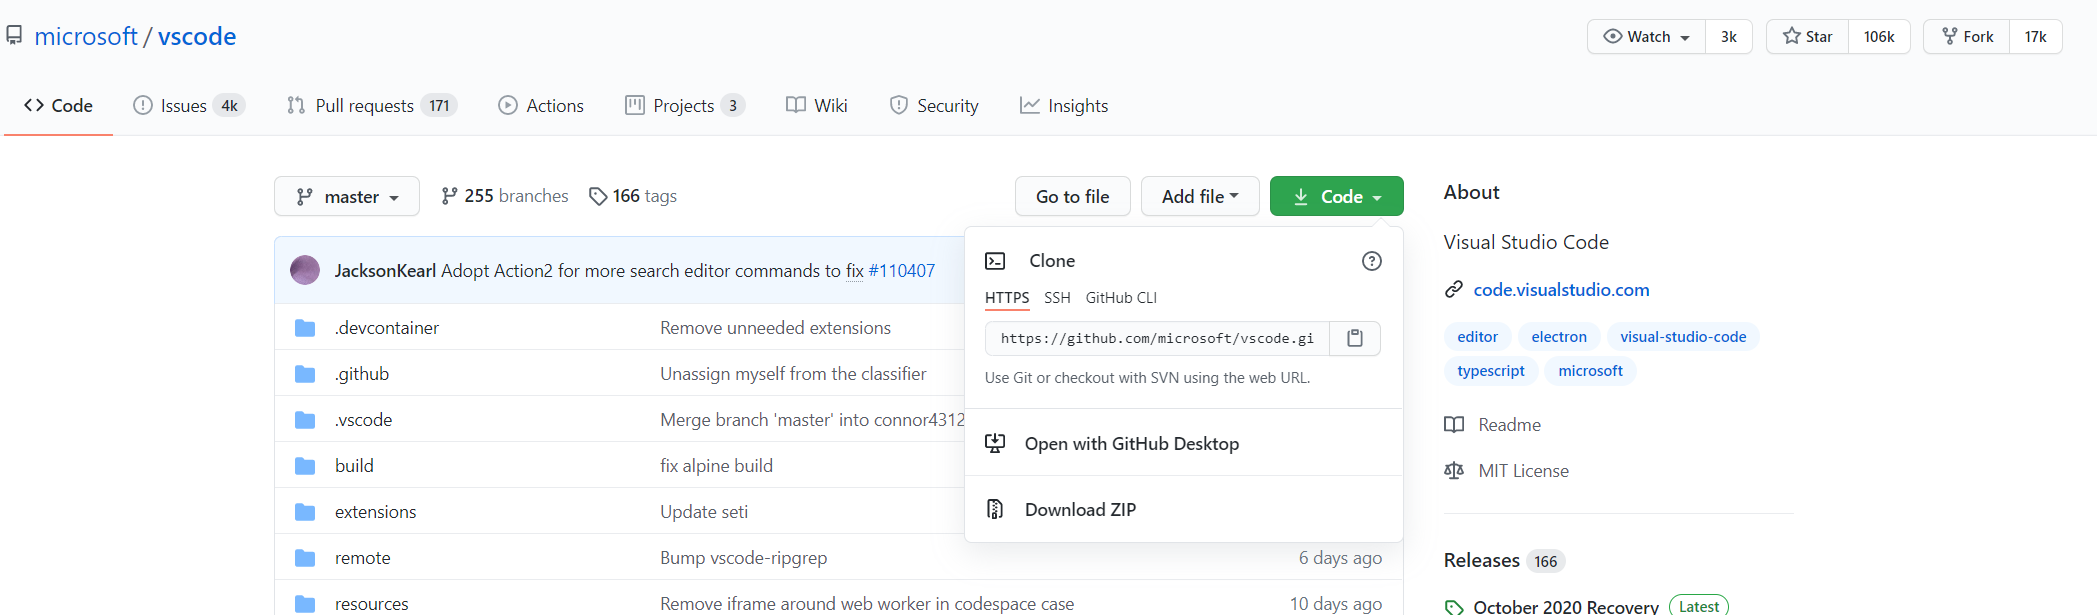 microsoft / vscode
Watch 3k Star 106k Fork 17k
Code Issues 4k Pull requests 171 Actions Projects 3 Wiki Security Insights
master 255 branches 166 tags Go to file Add file Code
JacksonKearl Adopt Action2 for more search editor commands to fix #110407
.devcontainer Remove unneeded extensions
.github Unassign myself from the classifier
.vscode Merge branch 'master' into connor4312
build fix alpine build
extensions Update seti
remote Bump vscode-ripgrep 6 days ago
resources Remove iframe around web worker in codespace case 10 days ago
Clone
HTTPS SSH GitHub CLI
https://github.com/microsoft/vscode.gi
Use Git or checkout with SVN using the web URL.
Open with GitHub Desktop
Download ZIP
About
Visual Studio Code
code.visualstudio.com
editor electron visual-studio-code
typescript microsoft
Readme
MIT License
Releases 166
October 2020 Recovery Latest